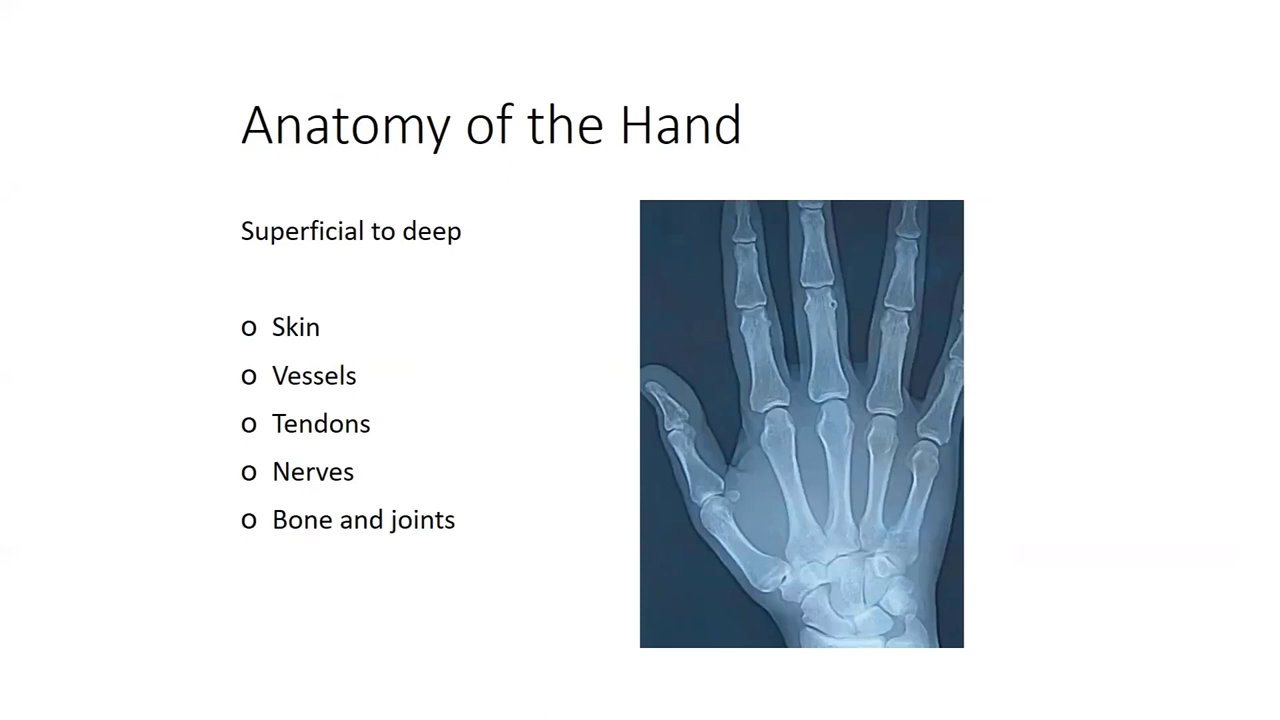 Anatomy of the Hand
Superficial to deep
o Skin
o Vessels
o Tendons
o Nerves
o Bone and joints